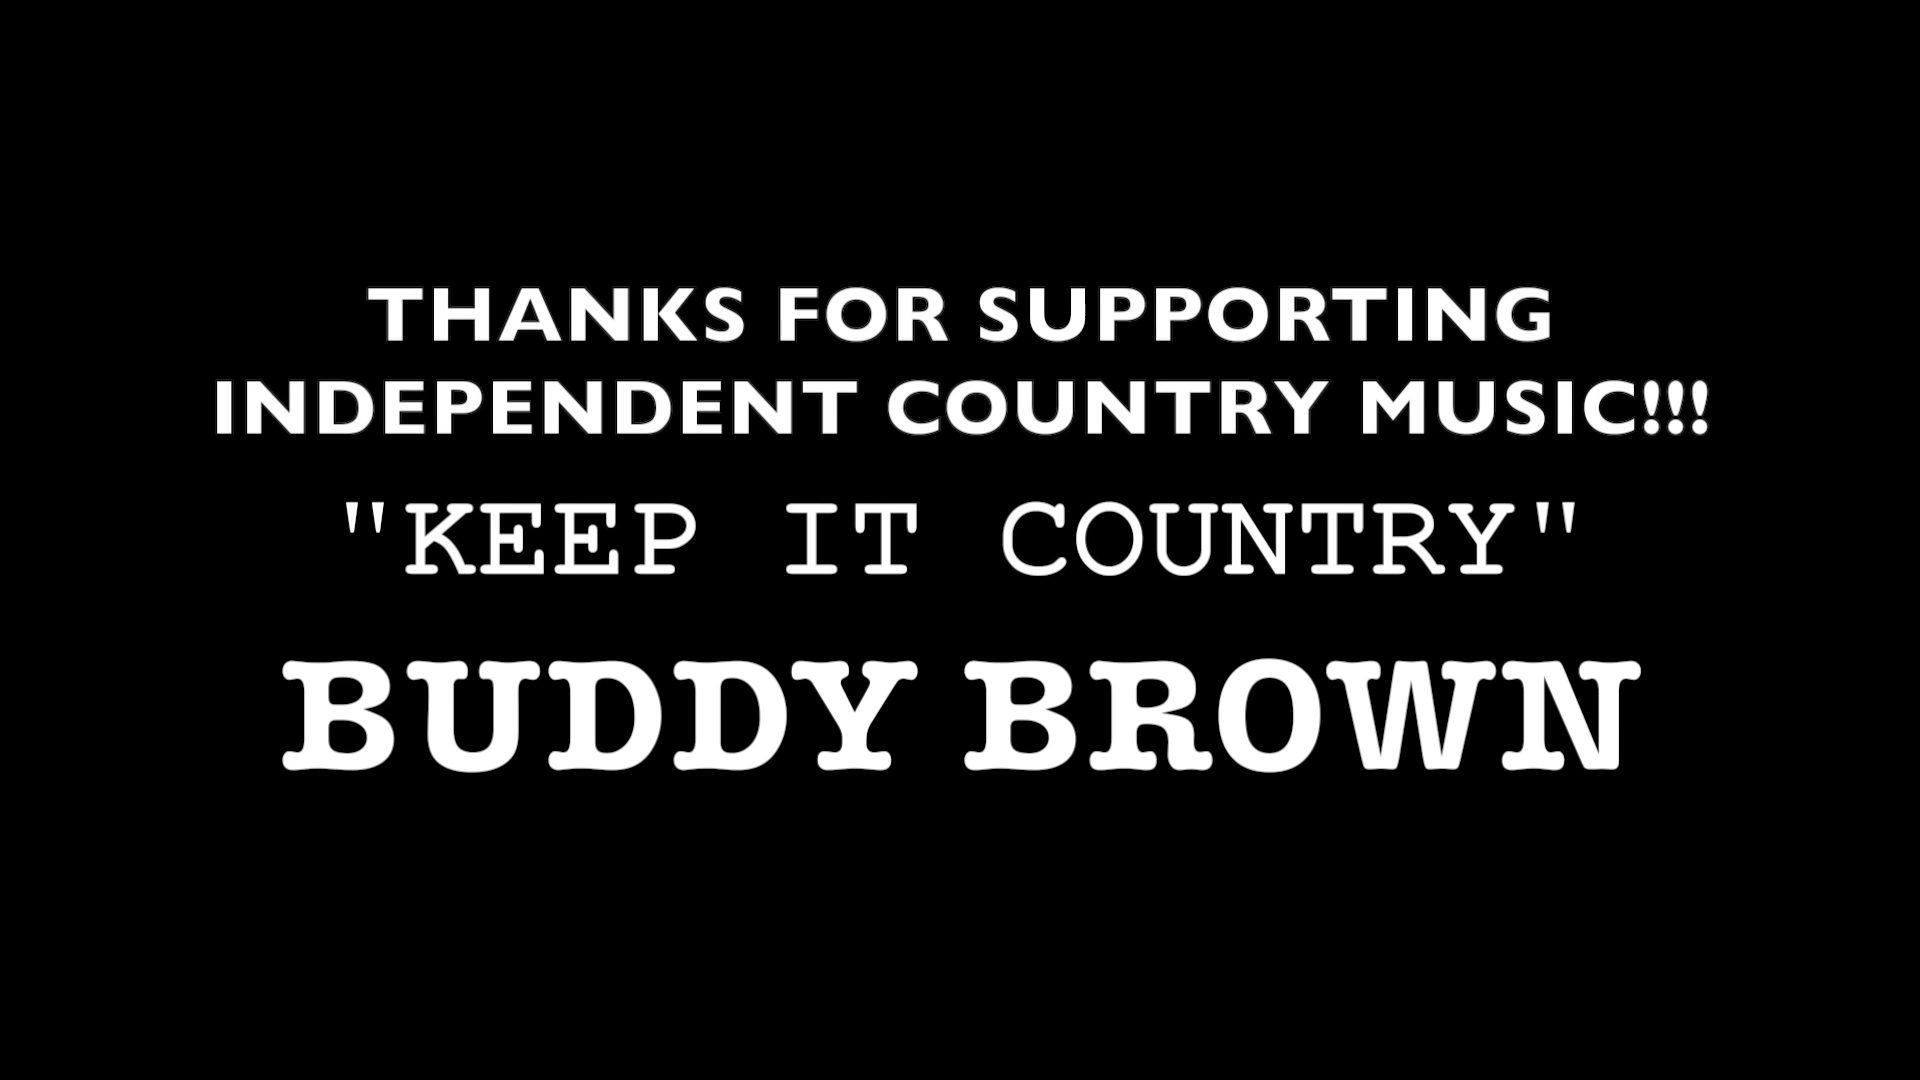 THANKS FOR SUPPORTING
INDEPENDENT COUNTRY MUSIC!!!
"KEEP IT COUNTRY"
BUDDY BROWN